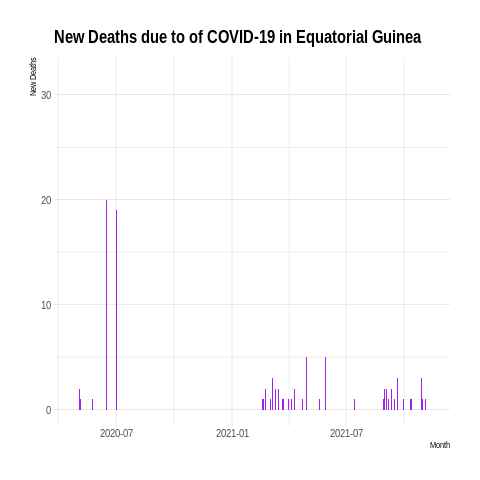 New Deaths due to of COVID-19 in Equatorial Guinea
New Deaths
30
20
10
0
2020-07
2021-01
2021-07
Month